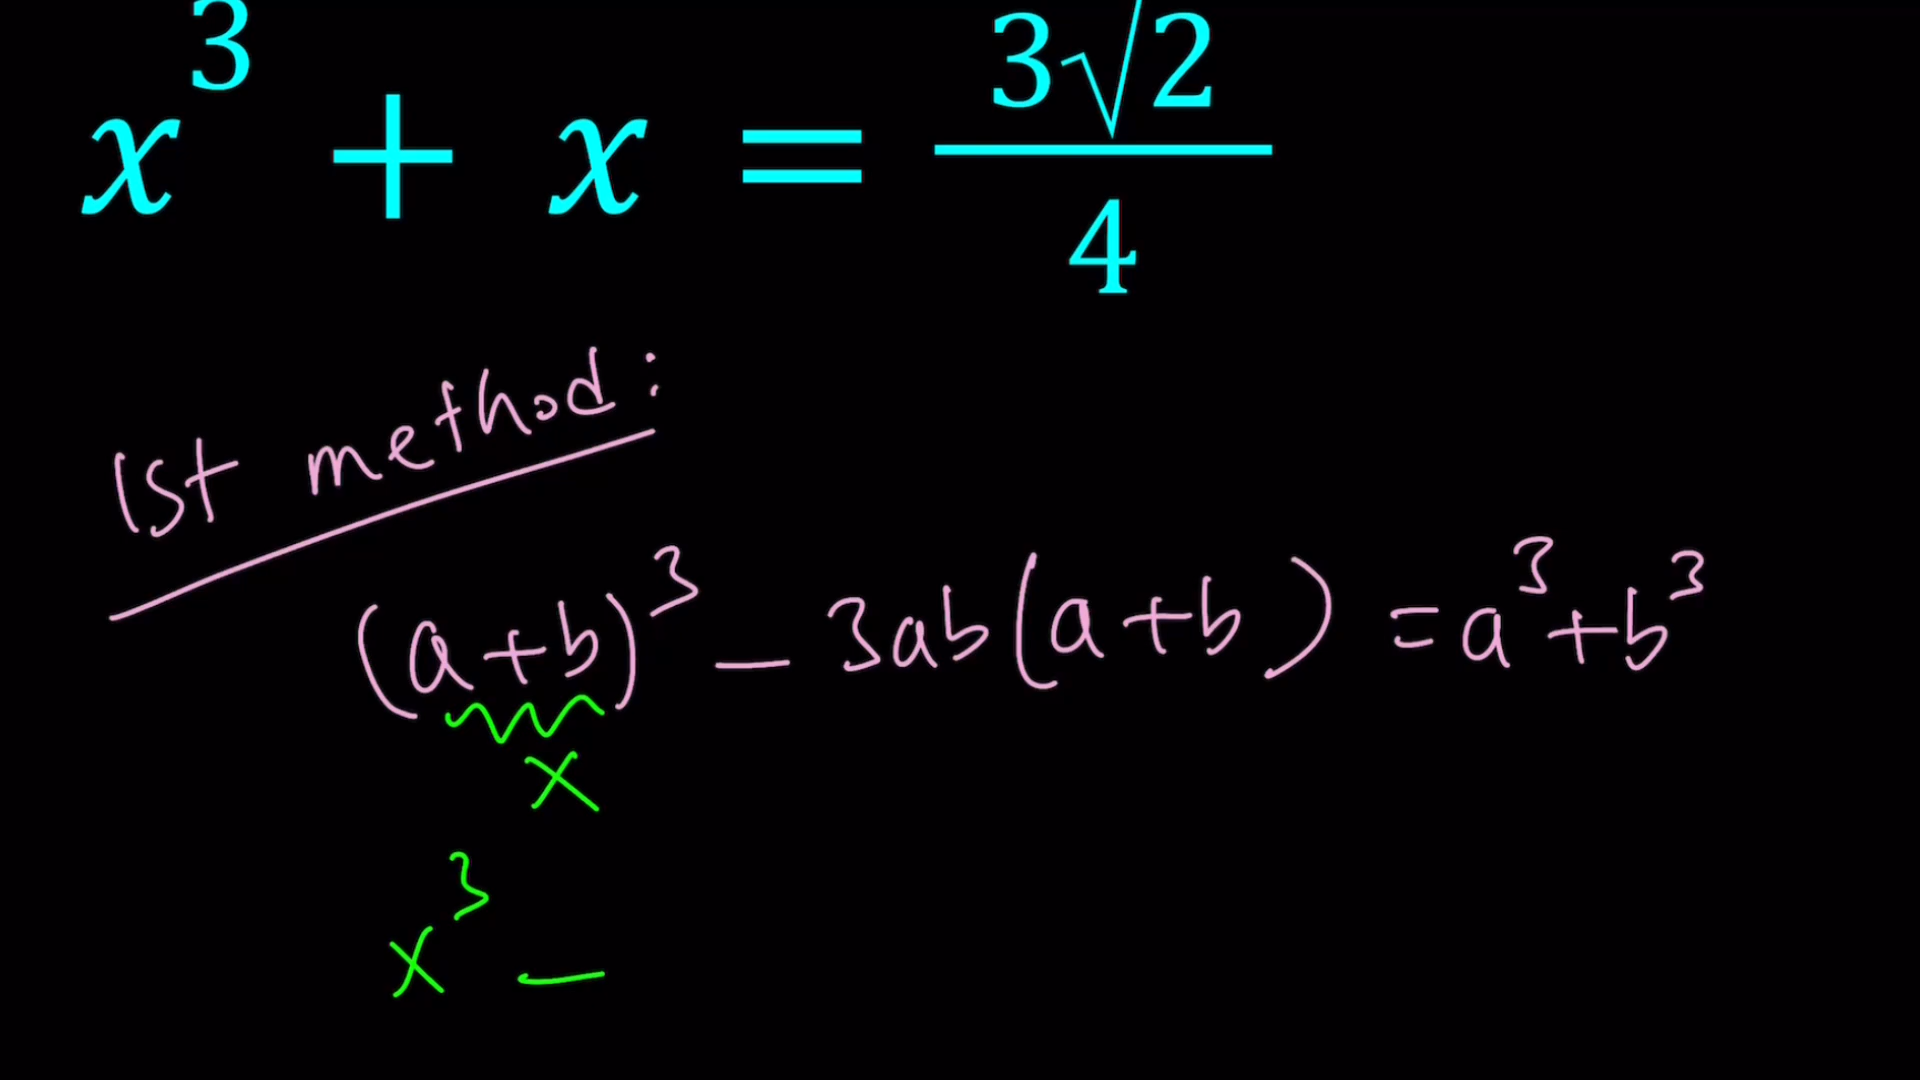 x³ + x = 3√2 / 4
1st method:
(a+b)³ – 3ab(a+b) = a³+b³
x
x³ –